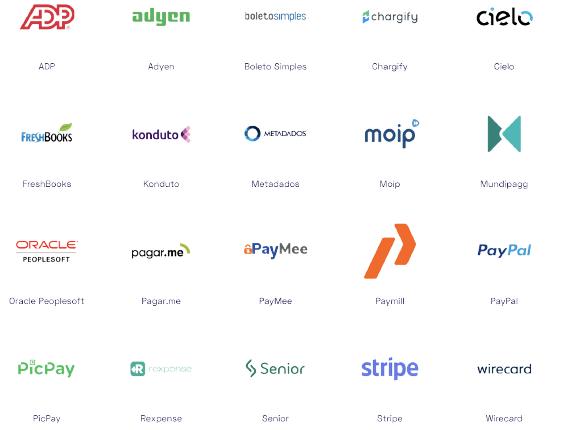 ADP adyen boletosimples chargify cielo
ADP Adyen Boleto Simples Chargify Cielo
FRESHBOOKS konduto METADADOS moip
FreshBooks Konduto Metadados Moip Mundipagg
ORACLE
PEOPLESOFT pagar.me PayMee PayPal
Oracle Peoplesoft Pagar.me PayMee Paymill PayPal
PicPay rexpense Senior stripe wirecard
PicPay Rexpense Senior Stripe Wirecard